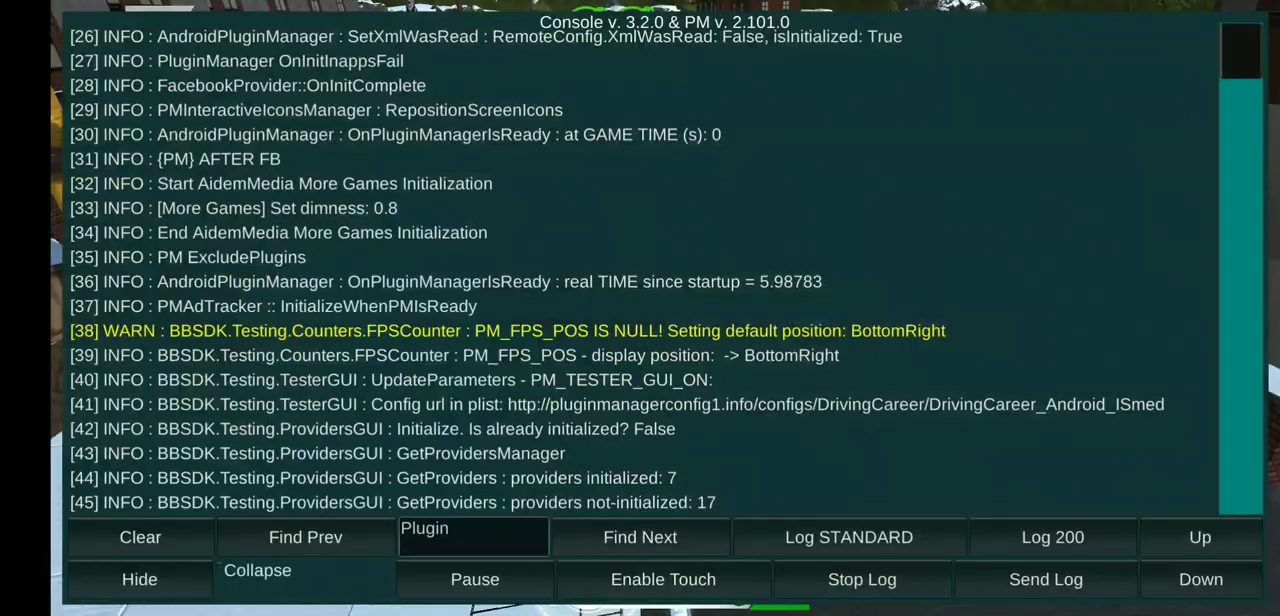 Console v. 3.2.0 & PM v. 2.101.0
[26] INFO : AndroidPluginManager : SetXmlWasRead : RemoteConfig.XmlWasRead: False, isInitialized: True
[27] INFO : PluginManager OnInitInappsFail
[28] INFO : FacebookProvider::OnInitComplete
[29] INFO : PMInteractiveIconsManager : RepositionScreenIcons
[30] INFO : AndroidPluginManager : OnPluginManagerIsReady : at GAME TIME (s): 0
[31] INFO : {PM} AFTER FB
[32] INFO : Start AidemMedia More Games Initialization
[33] INFO : [More Games] Set dimness: 0.8
[34] INFO : End AidemMedia More Games Initialization
[35] INFO : PM ExcludePlugins
[36] INFO : AndroidPluginManager : OnPluginManagerIsReady : real TIME since startup = 5.98783
[37] INFO : PMAdTracker :: InitializeWhenPMIsReady
[38] WARN : BBSDK.Testing.Counters.FPSCounter : PM_FPS_POS IS NULL! Setting default position: BottomRight
[39] INFO : BBSDK.Testing.Counters.FPSCounter : PM_FPS_POS - display position:  -> BottomRight
[40] INFO : BBSDK.Testing.TesterGUI : UpdateParameters - PM_TESTER_GUI_ON:
[41] INFO : BBSDK.Testing.TesterGUI : Config url in plist: http://pluginmanagerconfig1.info/configs/DrivingCareer/DrivingCareer_Android_ISmed
[42] INFO : BBSDK.Testing.ProvidersGUI : Initialize. Is already initialized? False
[43] INFO : BBSDK.Testing.ProvidersGUI : GetProvidersManager
[44] INFO : BBSDK.Testing.ProvidersGUI : GetProviders : providers initialized: 7
[45] INFO : BBSDK.Testing.ProvidersGUI : GetProviders : providers not-initialized: 17
Clear Find Prev Plugin Find Next Log STANDARD Log 200 Up
Hide Collapse Pause Enable Touch Stop Log Send Log Down